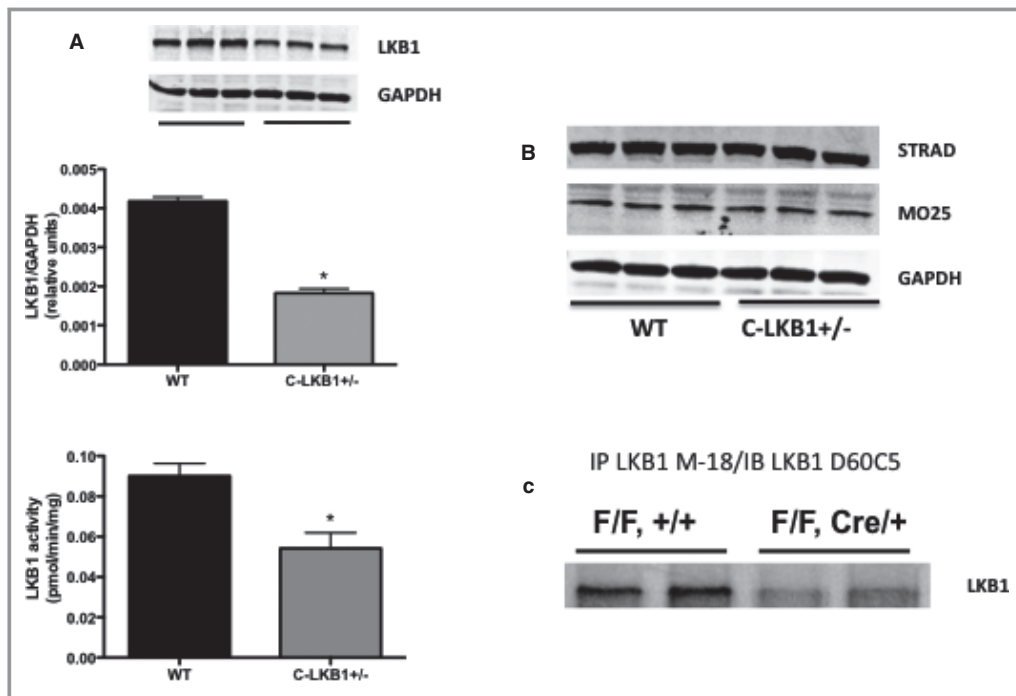 A
LKB1
GAPDH
0.005
0.004
0.003
0.002
0.001
0.000
LKB1/GAPDH
(relative units)
*
WT
C-LKB1+/-
0.10
0.08
0.06
0.04
0.02
0.00
LKB1 activity
(pmol/min/mg)
*
WT
C-LKB1+/-
B
STRAD
MO25
GAPDH
WT
C-LKB1+/-
IP LKB1 M-18/IB LKB1 D60C5
c
F/F, +/+
F/F, Cre/+
LKB1